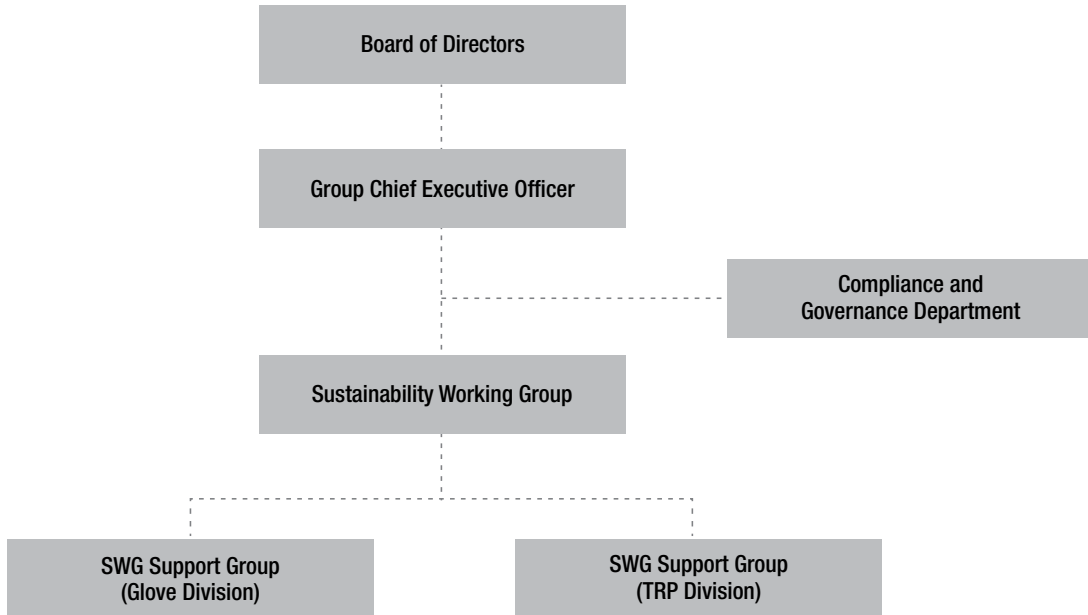 Board of Directors
Group Chief Executive Officer
Compliance and
Governance Department
Sustainability Working Group
SWG Support Group
(Glove Division)
SWG Support Group
(TRP Division)